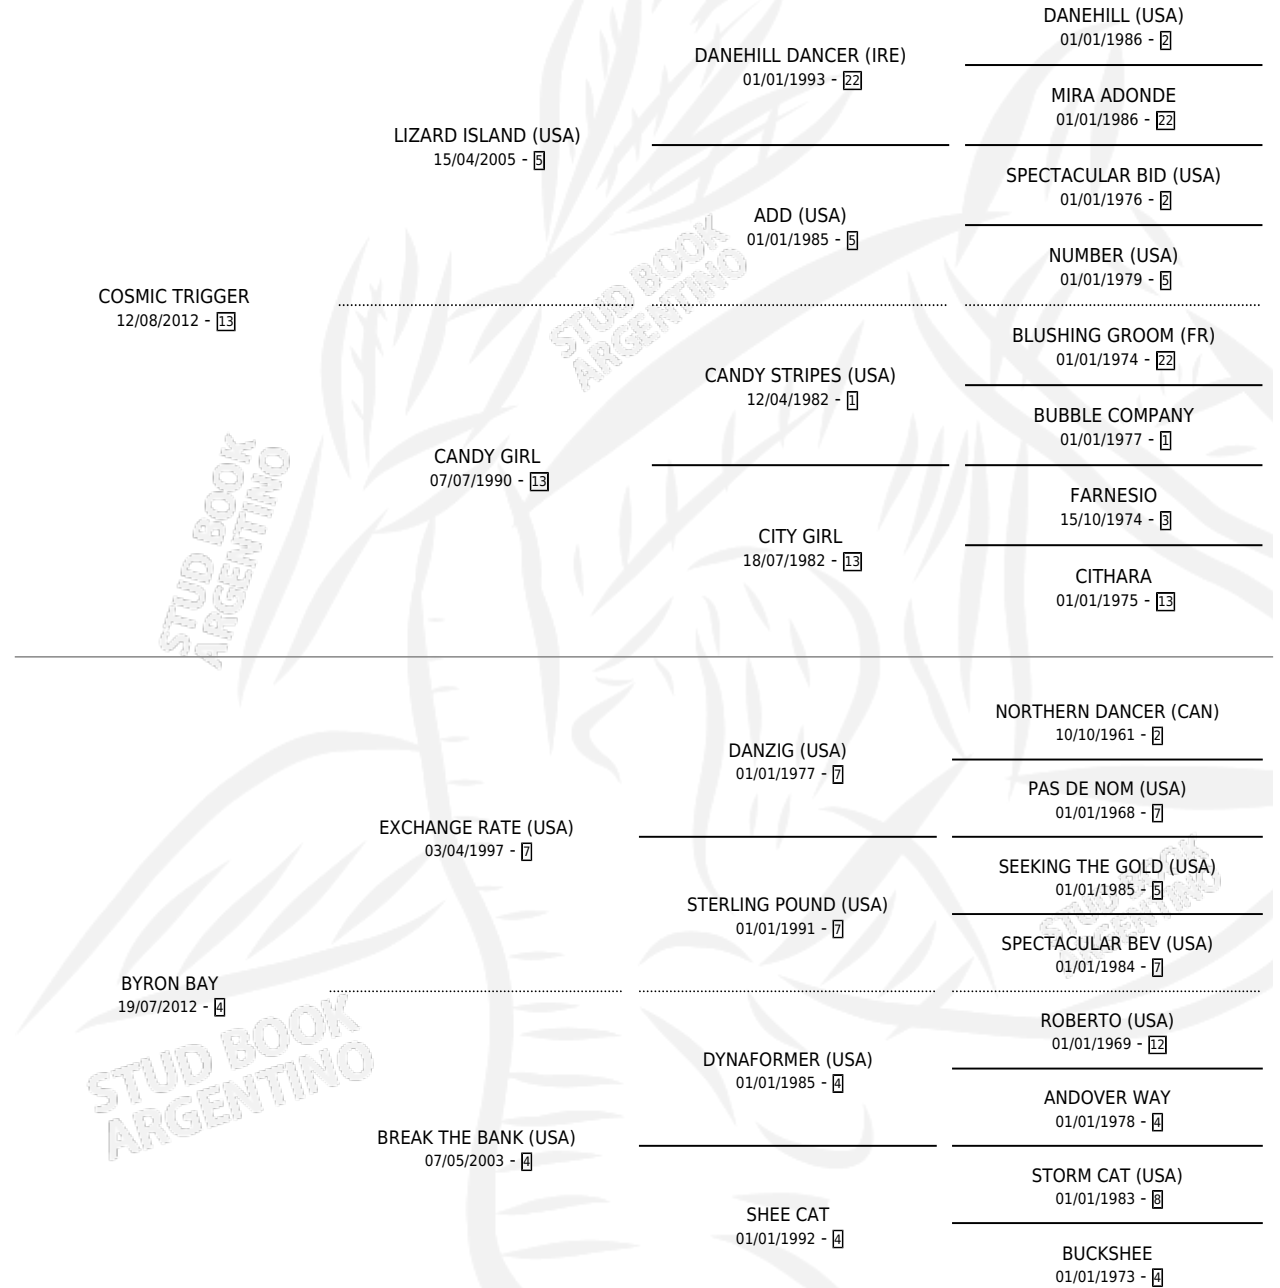 DANEHILL (USA)
01/01/1986 - 2
DANEHILL DANCER (IRE)
01/01/1993 - 22
MIRA ADONDE
01/01/1986 - 22
LIZARD ISLAND (USA)
15/04/2005 - 5
SPECTACULAR BID (USA)
01/01/1976 - 2
ADD (USA)
01/01/1985 - 5
NUMBER (USA)
01/01/1979 - 5
COSMIC TRIGGER
12/08/2012 - 13
STUD BOOK
ARGENTINO
BLUSHING GROOM (FR)
01/01/1974 - 22
CANDY STRIPES (USA)
12/04/1982 - 1
BUBBLE COMPANY
01/01/1977 - 1
CANDY GIRL
07/07/1990 - 13
FARNESIO
15/10/1974 - 3
CITY GIRL
18/07/1982 - 13
CITHARA
01/01/1975 - 13
STUD BOOK
ARGENTINO
NORTHERN DANCER (CAN)
10/10/1961 - 2
DANZIG (USA)
01/01/1977 - 7
PAS DE NOM (USA)
01/01/1968 - 7
EXCHANGE RATE (USA)
03/04/1997 - 7
SEEKING THE GOLD (USA)
01/01/1985 - 5
STERLING POUND (USA)
01/01/1991 - 7
STUD BOOK
ARGENTINO
SPECTACULAR BEV (USA)
01/01/1984 - 7
BYRON BAY
19/07/2012 - 4
STUD BOOK
ARGENTINO
ROBERTO (USA)
01/01/1969 - 12
DYNAFORMER (USA)
01/01/1985 - 4
ANDOVER WAY
01/01/1978 - 4
BREAK THE BANK (USA)
07/05/2003 - 4
STORM CAT (USA)
01/01/1983 - 8
SHEE CAT
01/01/1992 - 4
BUCKSHEE
01/01/1973 - 4